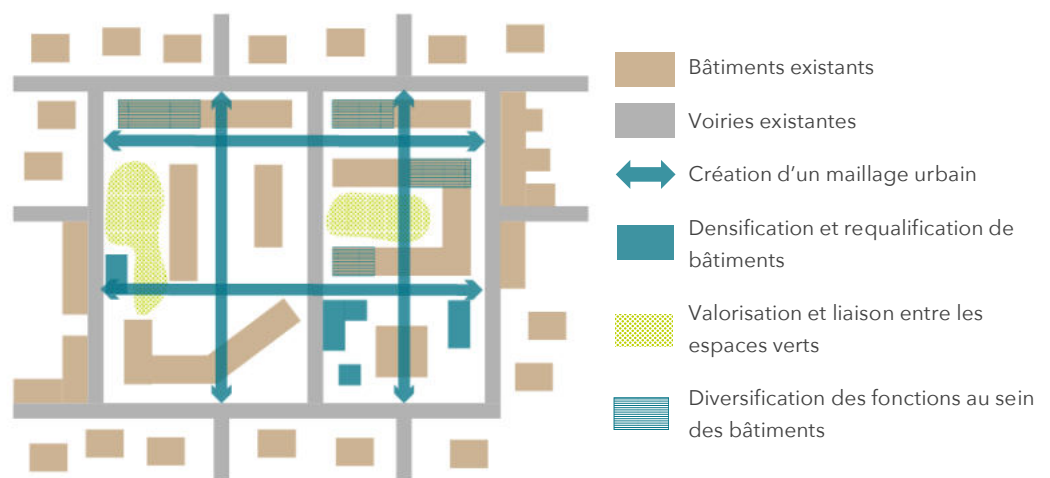 Bâtiments existants
Voiries existantes
Création d'un maillage urbain
Densification et requalification de
bâtiments
Valorisation et liaison entre les
espaces verts
Diversification des fonctions au sein
des bâtiments